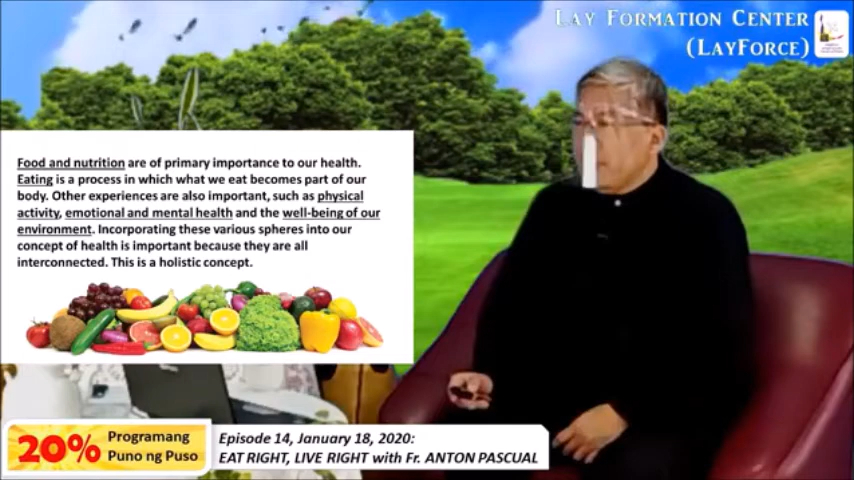 LAY FORMATION CENTER
(LAYFORCE)
Food and nutrition are of primary importance to our health.
Eating is a process in which what we eat becomes part of our
body. Other experiences are also important, such as physical
activity, emotional and mental health and the well-being of our
environment. Incorporating these various spheres into our
concept of health is important because they are all
interconnected. This is a holistic concept.
20% Programang
Puno ng Puso
Episode 14, January 18, 2020:
EAT RIGHT, LIVE RIGHT with Fr. ANTON PASCUAL